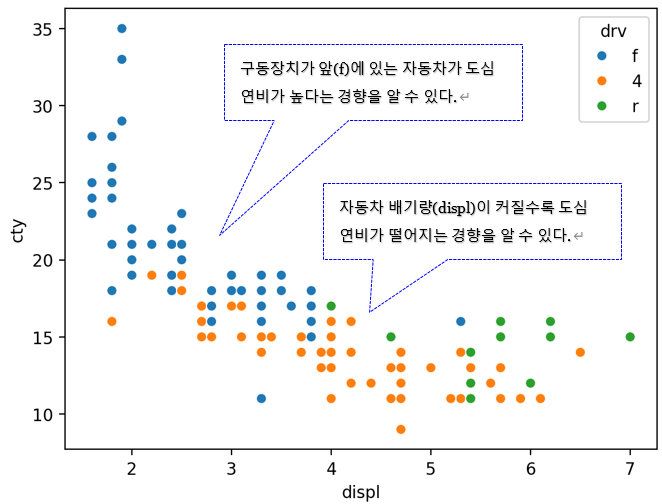 35
30
25
20
15
10
cty
구동장치가 앞(f)에 있는 자동차가 도심
연비가 높다는 경향을 알 수 있다.↵
자동차 배기량(displ)이 커질수록 도심
연비가 떨어지는 경향을 알 수 있다.↵
drv
f
4
r
2 3 4 5 6 7
displ